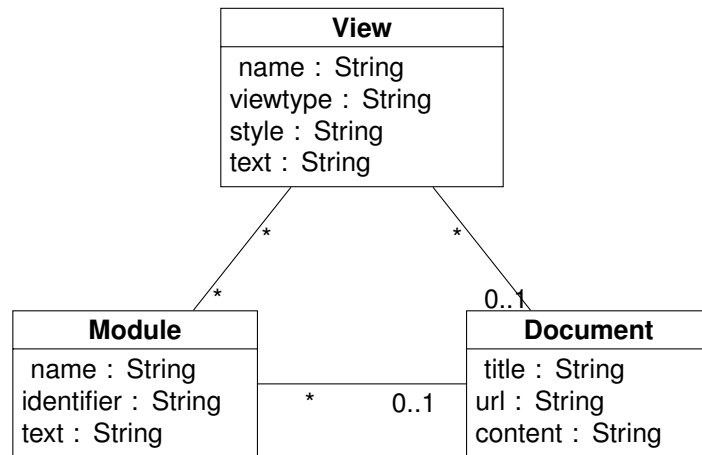 View
name : String
viewtype : String
style : String
text : String
*
*
*
0..1
Module
name : String
identifier : String
text : String
*
0..1
Document
title : String
url : String
content : String